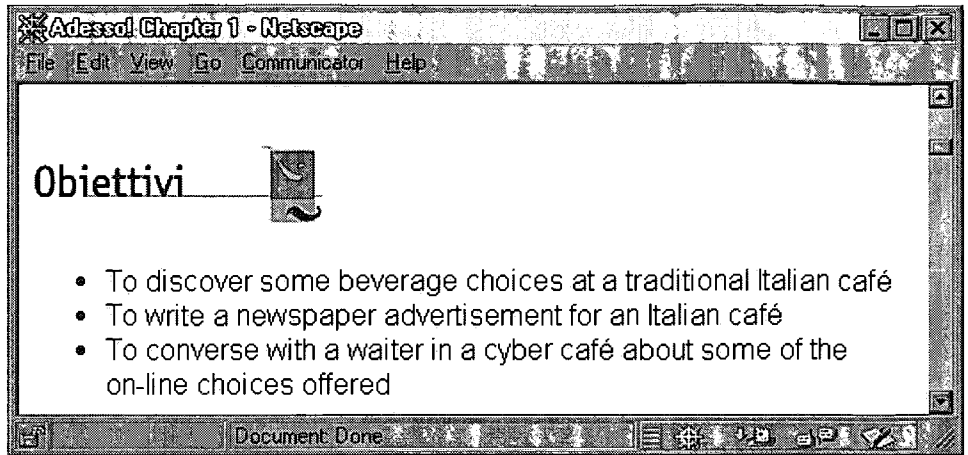 Adesso! Chapter 1 - Netscape
File Edit View Go Communicator Help
Obiettivi
• To discover some beverage choices at a traditional Italian café
• To write a newspaper advertisement for an Italian café
• To converse with a waiter in a cyber café about some of the
on-line choices offered
Document: Done